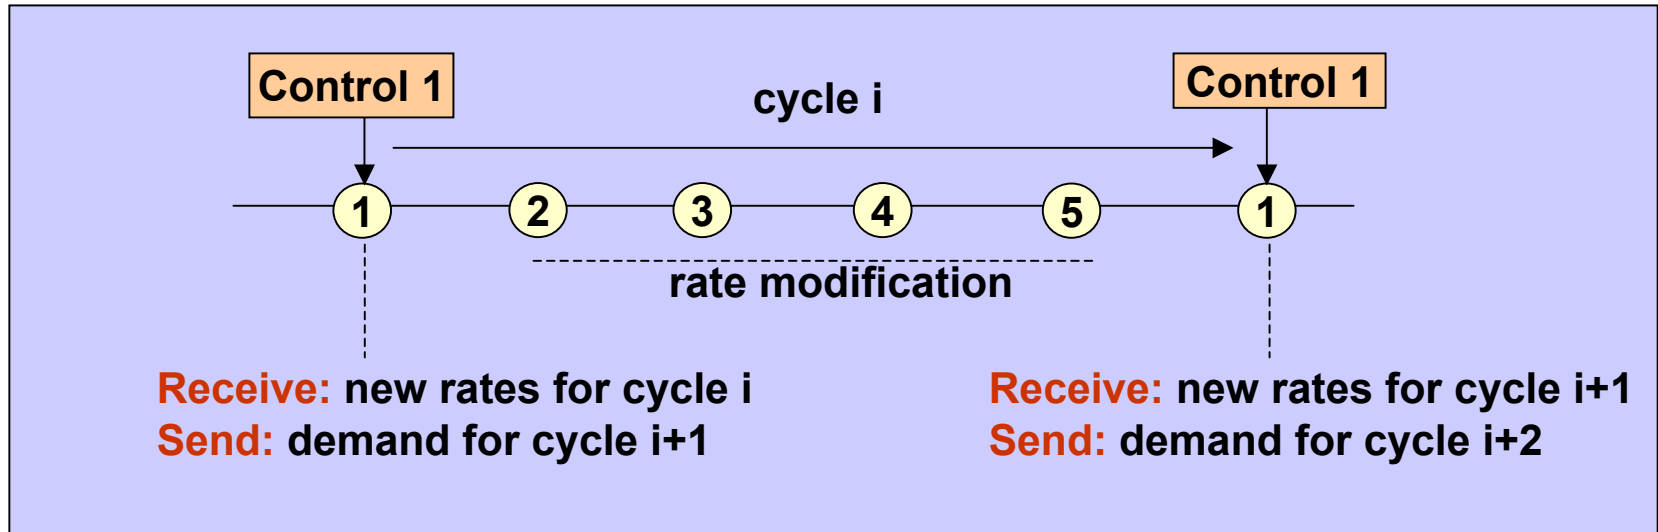 Control 1
Control 1
cycle i
1 2 3 4 5 1
rate modification
Receive: new rates for cycle i
Send: demand for cycle i+1
Receive: new rates for cycle i+1
Send: demand for cycle i+2